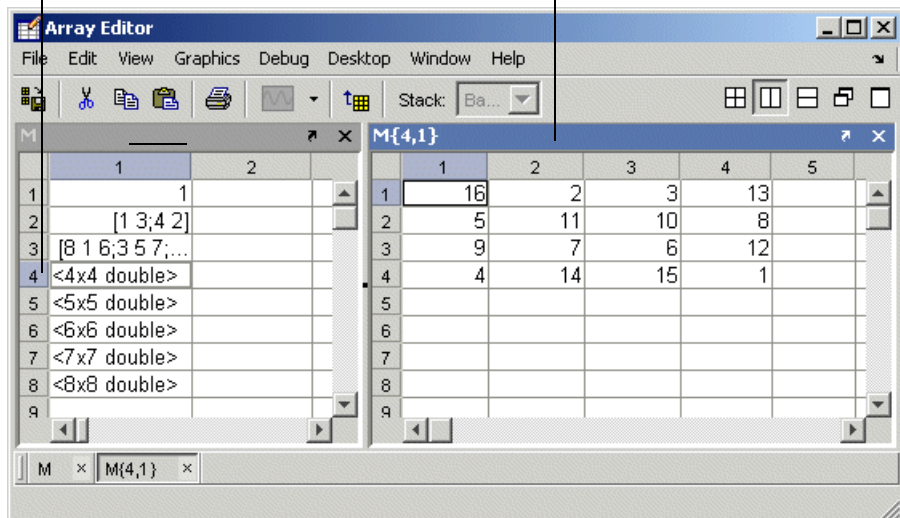 Array Editor
File Edit View Graphics Debug Desktop Window Help
Stack: Ba...
M
M{4,1}
1 2
1 1
2 [1 3;4 2]
3 [8 1 6;3 5 7;...
4 <4x4 double>
5 <5x5 double>
6 <6x6 double>
7 <7x7 double>
8 <8x8 double>
9
1 2 3 4 5
1 16 2 3 13
2 5 11 10 8
3 9 7 6 12
4 4 14 15 1
5
6
7
8
9
M M{4,1}